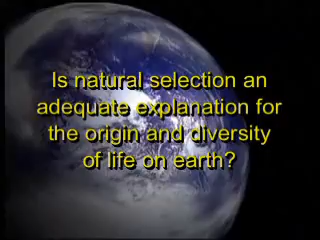 Is natural selection an
adequate explanation for
the origin and diversity
of life on earth?